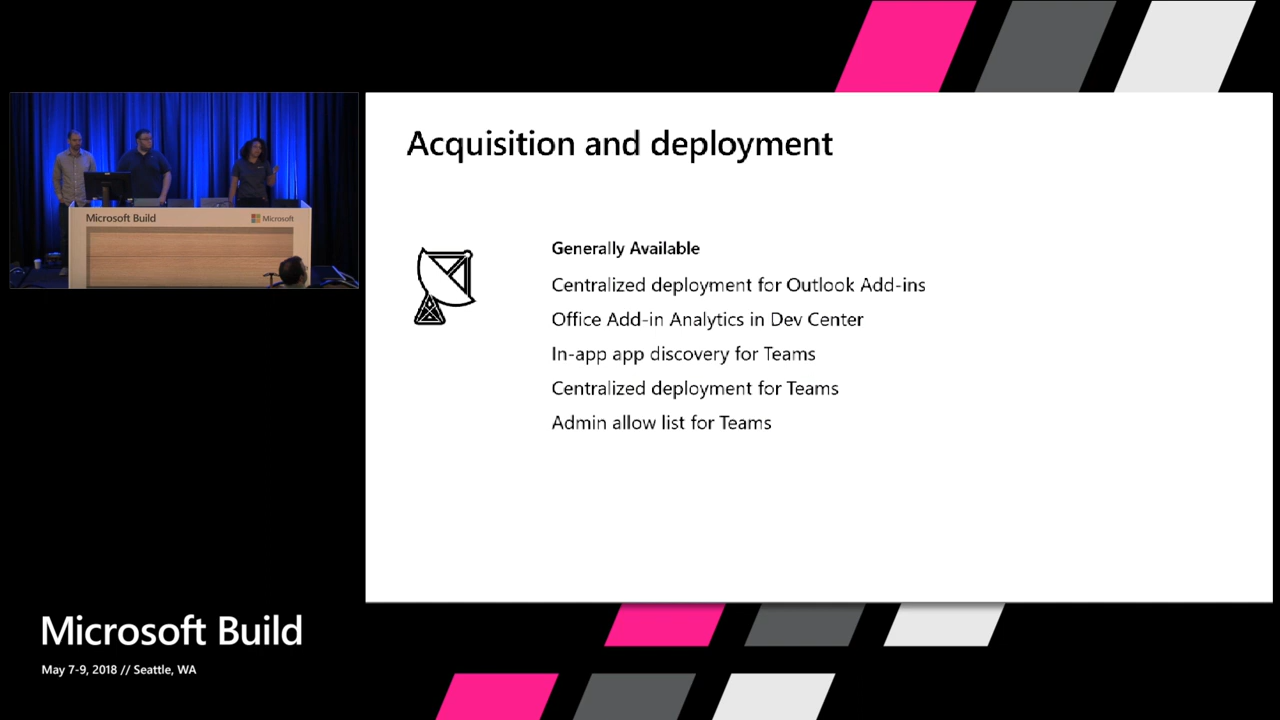 Acquisition and deployment
Microsoft Build
Microsoft
Generally Available
Centralized deployment for Outlook Add-ins
Office Add-in Analytics in Dev Center
In-app app discovery for Teams
Centralized deployment for Teams
Admin allow list for Teams
Microsoft Build
May 7-9, 2018 // Seattle, WA